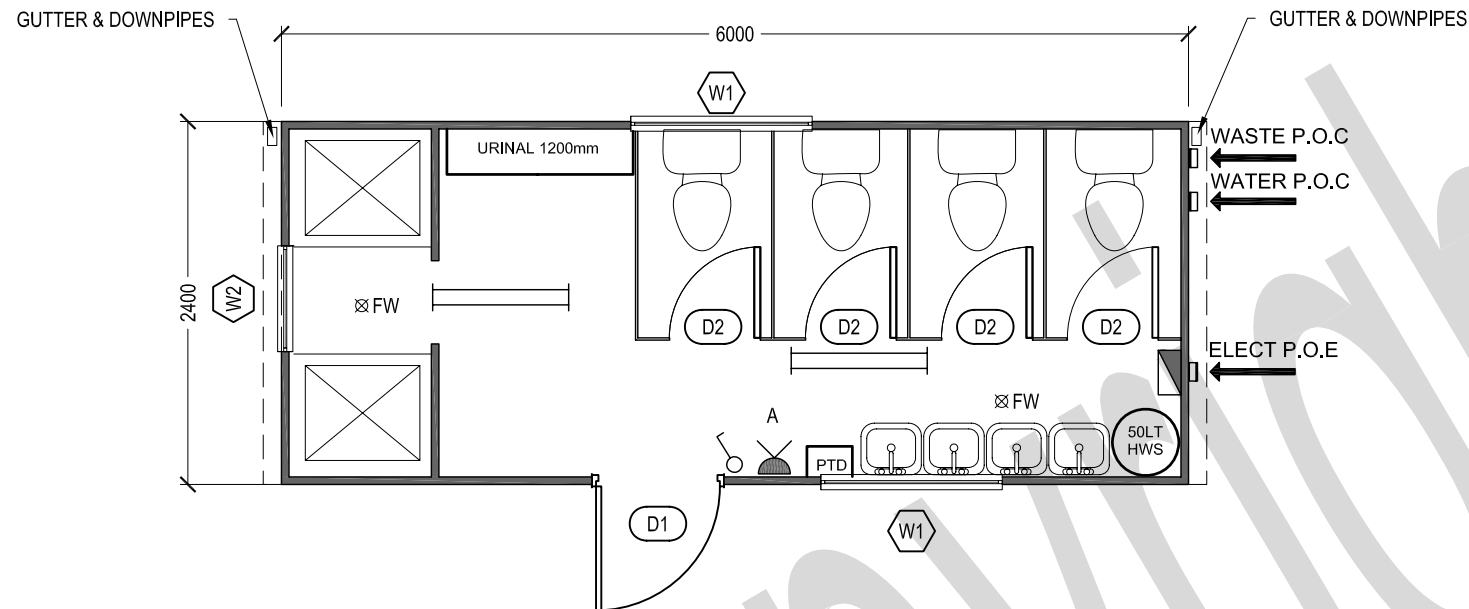 GUTTER & DOWNPIPES
GUTTER & DOWNPIPES
6000
W1
URINAL 1200mm
WASTE P.O.C
WATER P.O.C
2400
W2
FW
D2
D2
D2
D2
ELECT P.O.E
FW
A
PTD
50LT
HWS
D1
W1